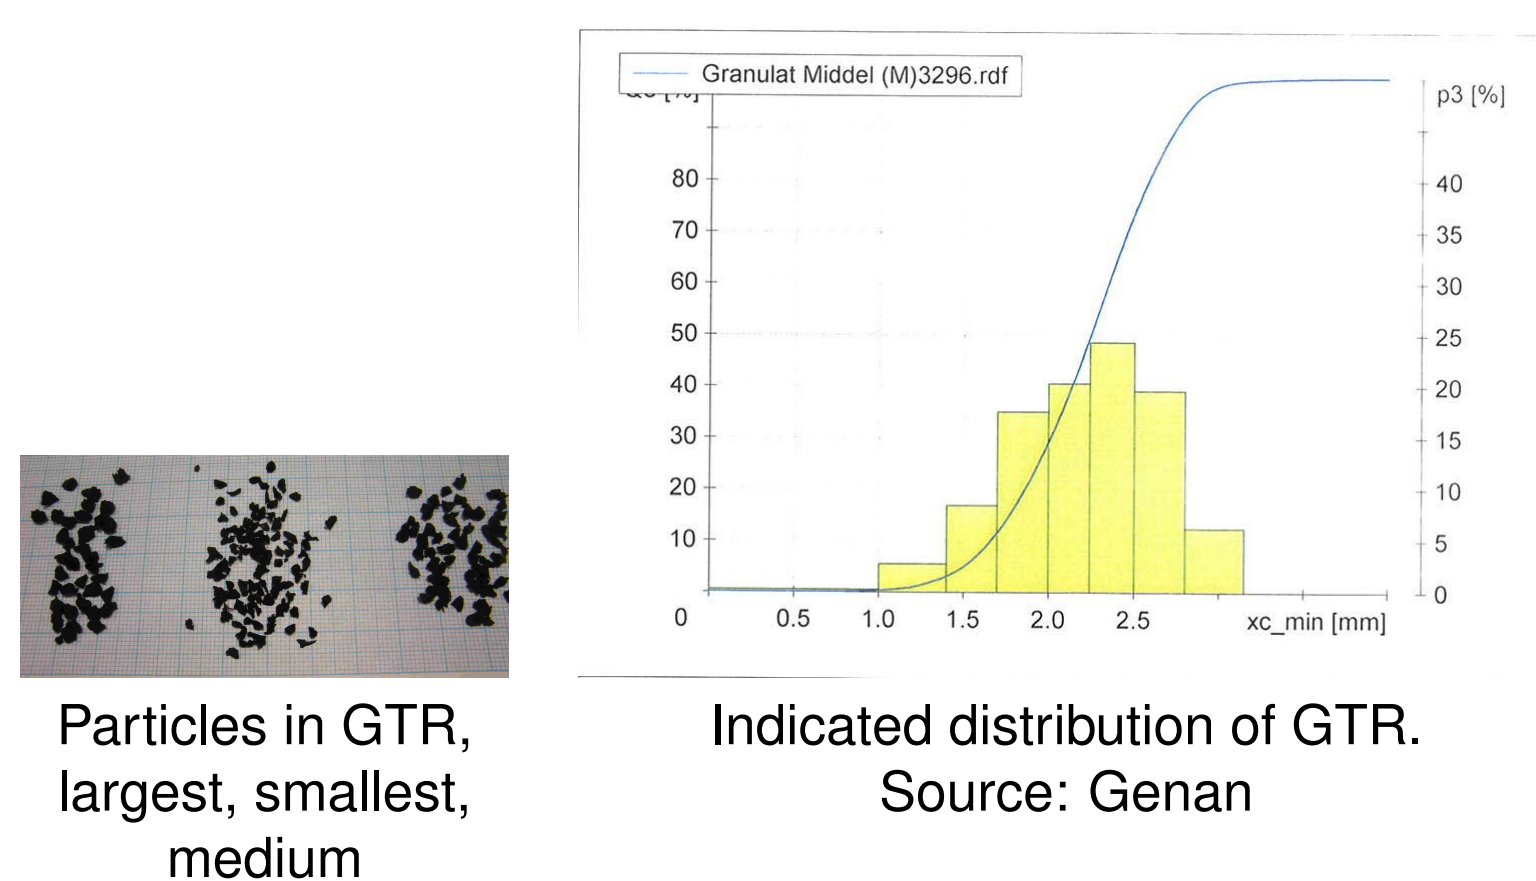 Granulat Middel (M)3296.rdf
p3 [%]
80
70
60
50
40
30
20
10
0
40
35
30
25
20
15
10
5
0
0.5
1.0
1.5
2.0
2.5
xc_min [mm]
Particles in GTR,
largest, smallest,
medium
Indicated distribution of GTR.
Source: Genan